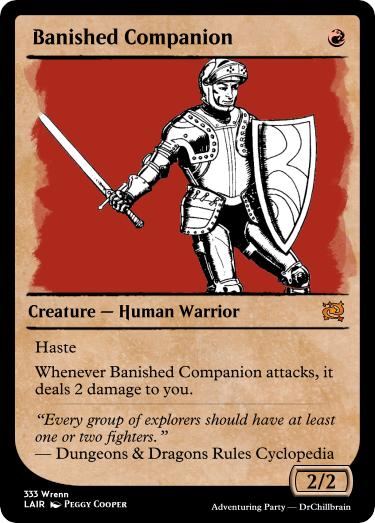 Banished Companion
Creature — Human Warrior
Haste
Whenever Banished Companion attacks, it
deals 2 damage to you.
“Every group of explorers should have at least
one or two fighters.”
— Dungeons & Dragons Rules Cyclopedia
2/2
333 Wrenn
LAIR Peggy Cooper
Adventuring Party — DrChillbrain